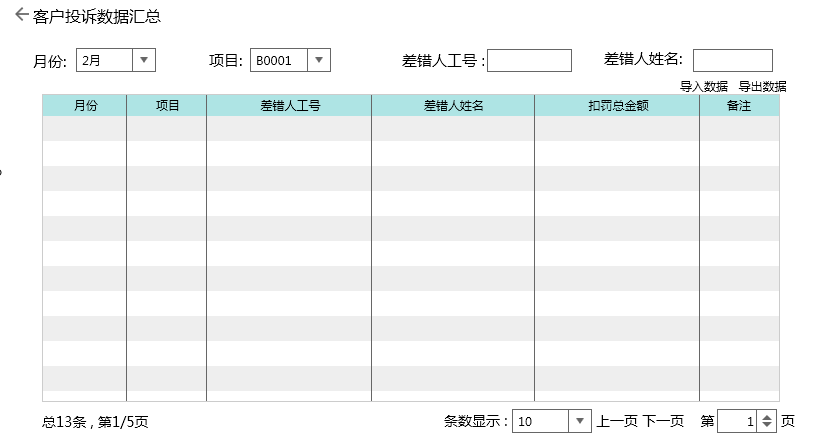 客户投诉数据汇总
月份: 2月 项目: B0001 差错人工号 : 差错人姓名:
导入数据 导出数据
月份 项目 差错人工号 差错人姓名 扣罚总金额 备注
总13条 , 第1/5页 条数显示 : 10 上一页 下一页 第 1 页